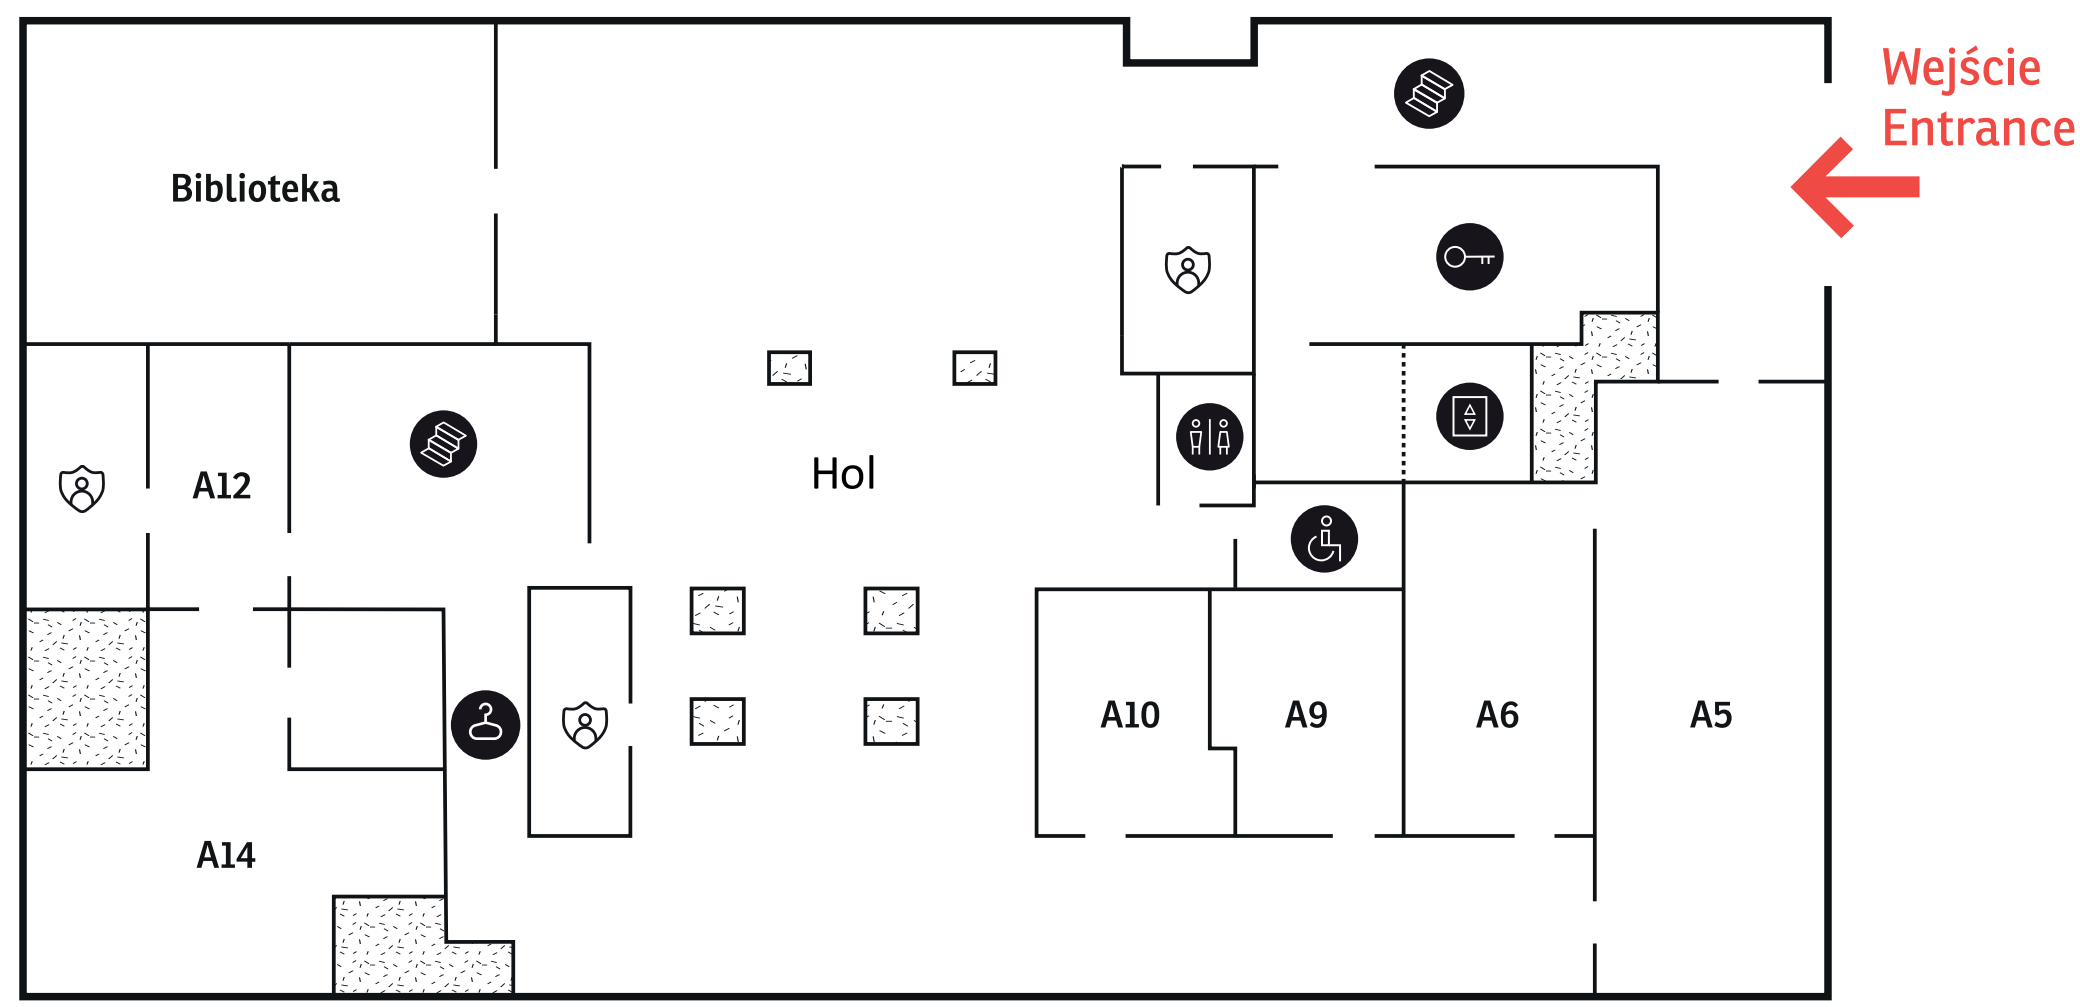 Wejście
Entrance
Biblioteka
Hol
A12
A10
A9
A6
A5
A14